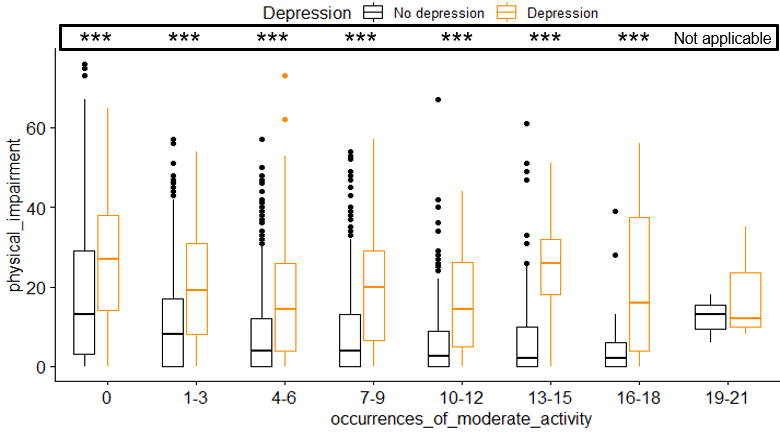 Depression No depression Depression
*** *** *** *** *** *** *** Not applicable
physical_impairment
60
40
20
0
0 1-3 4-6 7-9 10-12 13-15 16-18 19-21
occurrences_of_moderate_activity